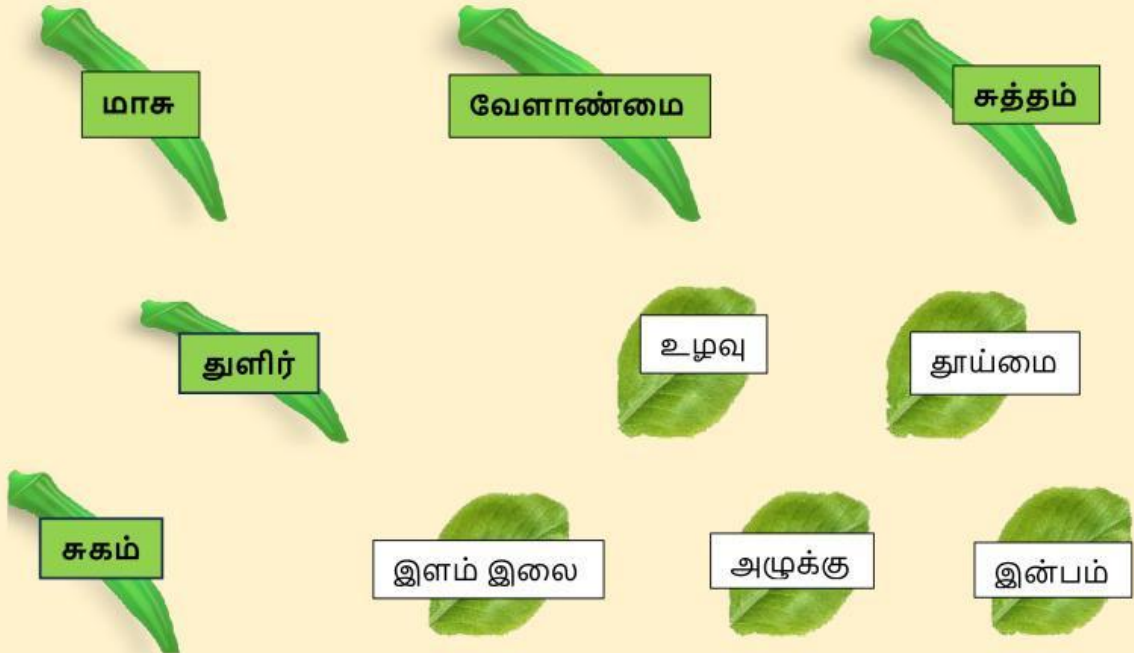 மாசு
வேளாண்மை
சுத்தம்
துளிர்
உழவு
தூய்மை
சுகம்
இளம் இலை
அழுக்கு
இன்பம்